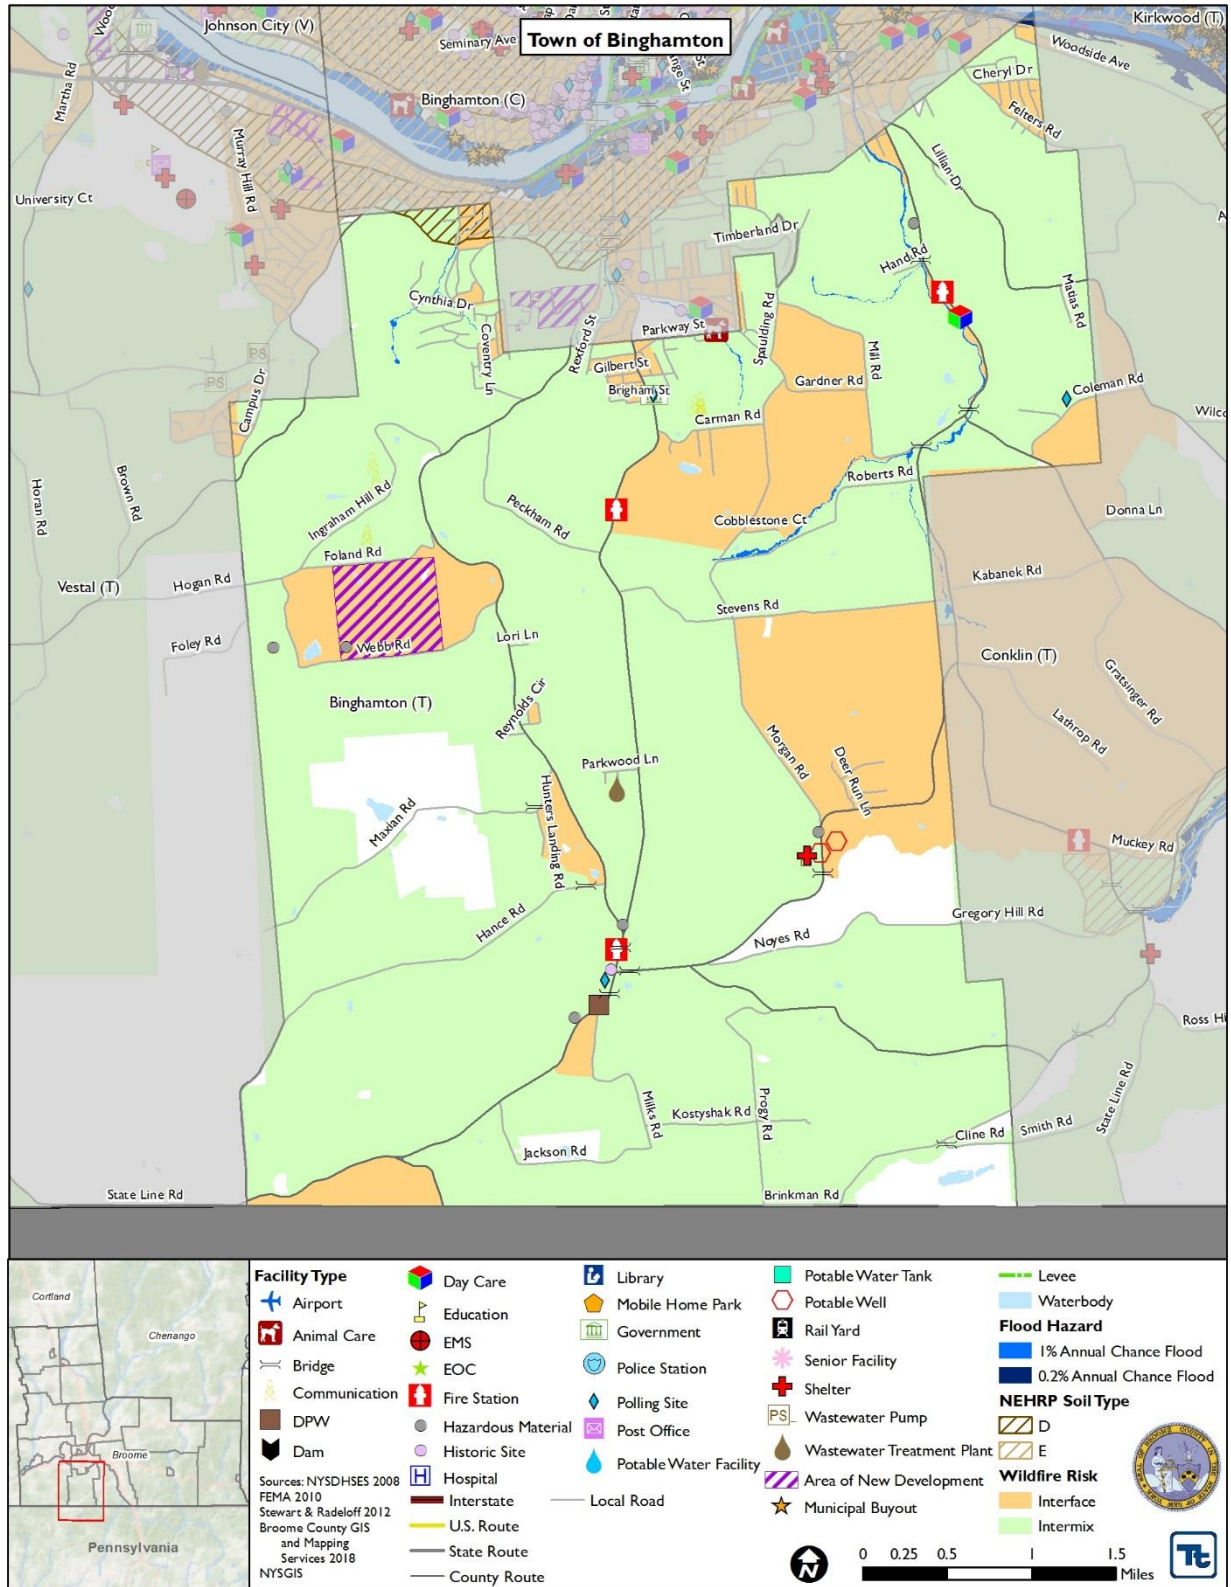 Johnson City (V)
Kirkwood (T)
Town of Binghamton
Seminary Ave
Woodside Ave
Martha Rd
Cheryl Dr
Binghamton (C)
Felters Rd
Murray Hill Rd
Lillian Dr
University Ct
Timberland Dr
Hand Rd
Cynthia Dr
Matias Rd
Parkway St
Spaulding Rd
Rexford St
Coventry Ln
Gilbert St
Mill Rd
PS
PS
Brigham St
Gardner Rd
Coleman Rd
Campus Dr
Carman Rd
Horan Rd
Brown Rd
Roberts Rd
Ingraham Hill Rd
Peckham Rd
Cobblestone Ct
Donna Ln
Foland Rd
Vestal (T)
Hogan Rd
Kabanek Rd
Stevens Rd
Foley Rd
Webb Rd
Lori Ln
Conklin (T)
Gratsinger Rd
Binghamton (T)
Reynolds Cir
Lathrop Rd
Morgan Rd
Parkwood Ln
Deer Run Ln
Maxian Rd
Hunters Landing Rd
Muckey Rd
Hance Rd
Gregory Hill Rd
Noyes Rd
State Line Rd
Milks Rd
Kostyshak Rd
Progy Rd
Cline Rd
Smith Rd
Jackson Rd
State Line Rd
Brinkman Rd
Cortland
Chenango
Broome
Pennsylvania
Facility Type
Airport
Animal Care
Bridge
Communication
DPW
Dam
Sources: NYSDHSES 2008
FEMA 2010
Stewart & Radeloff 2012
Broome County GIS
and Mapping
Services 2018
NYSGIS
Day Care
Education
EMS
EOC
Fire Station
Hazardous Material
Historic Site
H Hospital
Interstate
U.S. Route
State Route
County Route
Library
Mobile Home Park
Government
Police Station
Polling Site
Post Office
Potable Water Facility
Local Road
Potable Water Tank
Potable Well
Rail Yard
Senior Facility
Shelter
PS Wastewater Pump
Wastewater Treatment Plant
Area of New Development
Municipal Buyout
Levee
Waterbody
Flood Hazard
1% Annual Chance Flood
0.2% Annual Chance Flood
NEHRP Soil Type
D
E
Wildfire Risk
Interface
Intermix
N
0 0.25 0.5 1 1.5
Miles
Tt